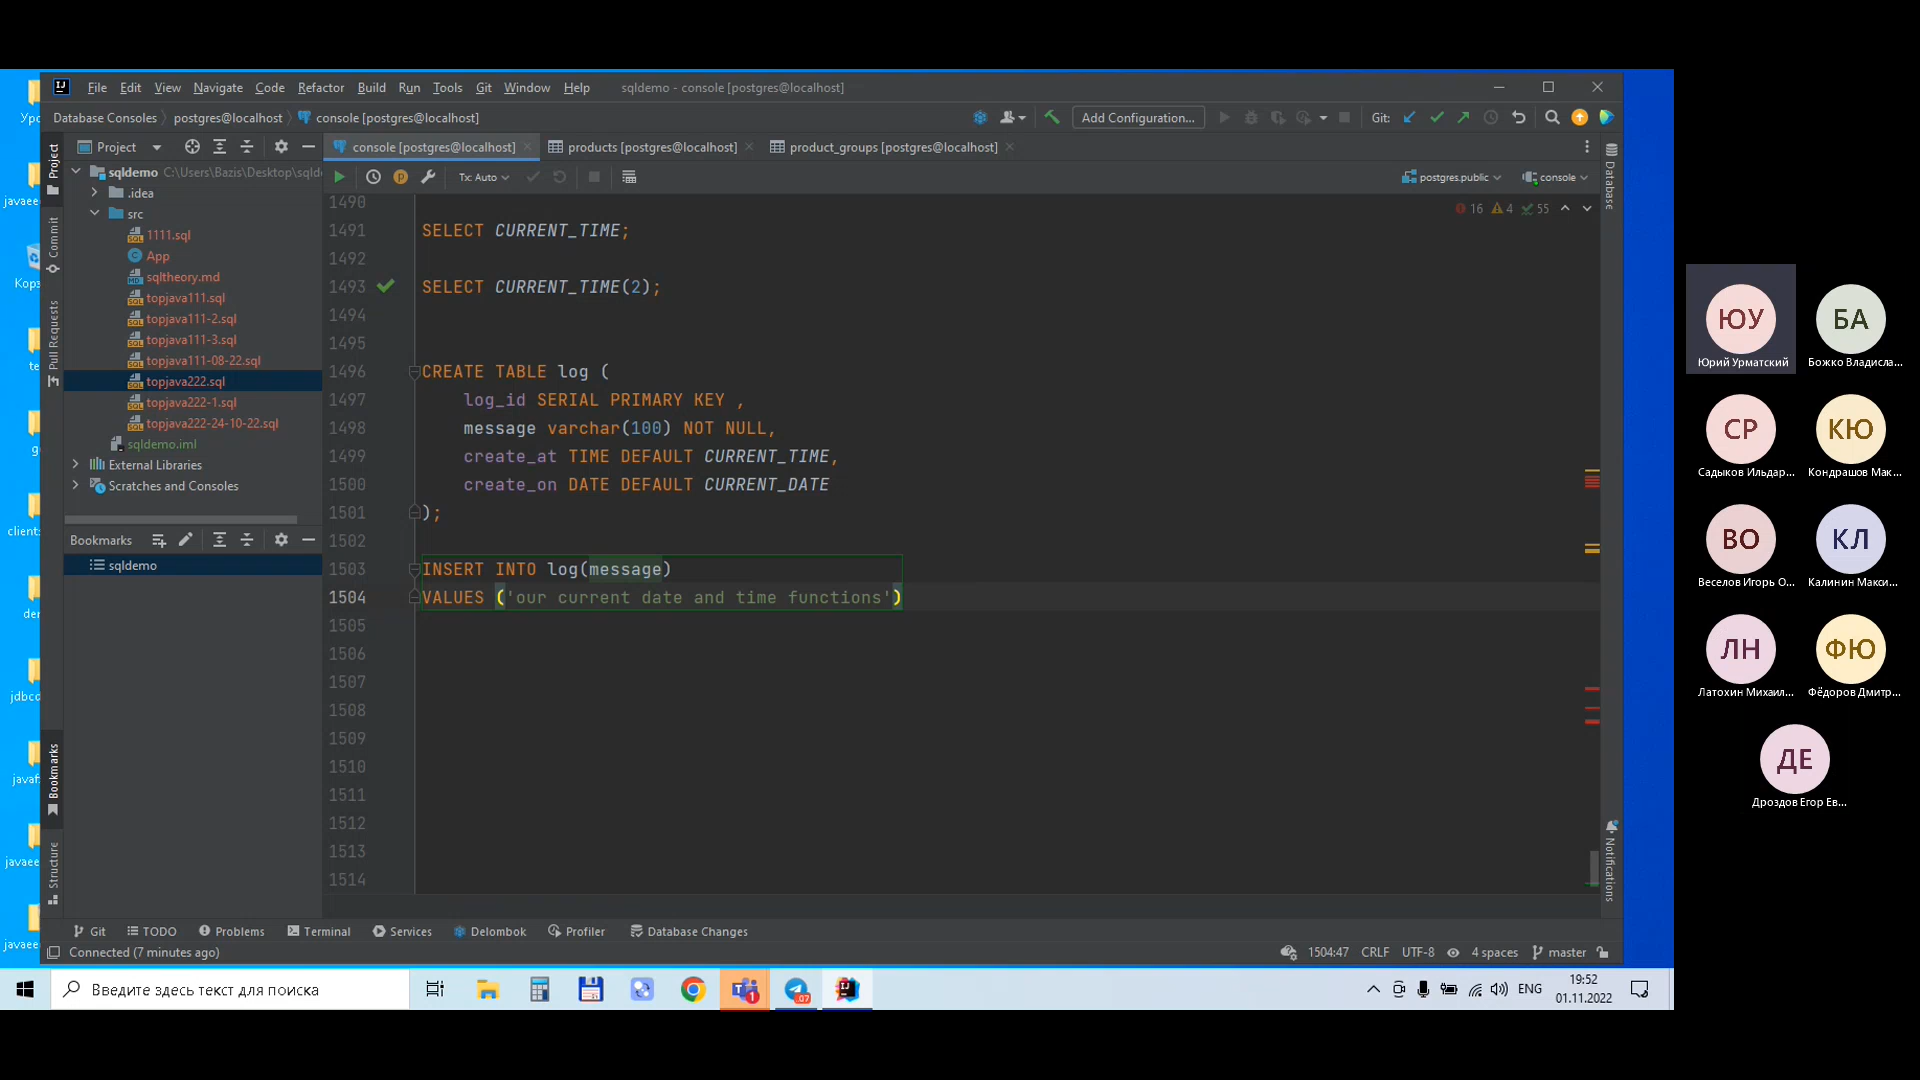 File Edit View Navigate Code Refactor Build Run Tools Git Window Help sqldemo - console [postgres@localhost]
Database Consoles postgres@localhost console [postgres@localhost] Add Configuration... Git:
Project console [postgres@localhost] products [postgres@localhost] product_groups [postgres@localhost]
Tx: Auto postgres.public console
16 4 55
Project
Commit
Pull Requests
Bookmarks
Structure
sqldemo C:\Users\Bazis\Desktop\sqld
.idea
src
1111.sql
App
sqltheory.md
topjava111.sql
topjava111-2.sql
topjava111-3.sql
topjava111-08-22.sql
topjava222.sql
topjava222-1.sql
topjava222-24-10-22.sql
sqldemo.iml
External Libraries
Scratches and Consoles
Bookmarks
sqldemo
1490
1491 SELECT CURRENT_TIME;
1492
1493 SELECT CURRENT_TIME(2);
1494
1495
1496 CREATE TABLE log (
1497 log_id SERIAL PRIMARY KEY ,
1498 message varchar(100) NOT NULL,
1499 create_at TIME DEFAULT CURRENT_TIME,
1500 create_on DATE DEFAULT CURRENT_DATE
1501 );
1502
1503 INSERT INTO log(message)
1504 VALUES ('our current date and time functions')
1505
1506
1507
1508
1509
1510
1511
1512
1513
1514
Database
Notifications
Git TODO Problems Terminal Services Delombok Profiler Database Changes
Connected (7 minutes ago) 1504:47 CRLF UTF-8 4 spaces master
Введите здесь текст для поиска
1
07
ENG
19:52
01.11.2022
ЮУ
Юрий Урматский
БА
Божко Владисла...
СР
Садыков Ильдар...
КЮ
Кондрашов Мак...
ВО
Веселов Игорь О...
КЛ
Калинин Макси...
ЛН
Латохин Михаил...
ФЮ
Фёдоров Дмитр...
ДЕ
Дроздов Егор Ев...